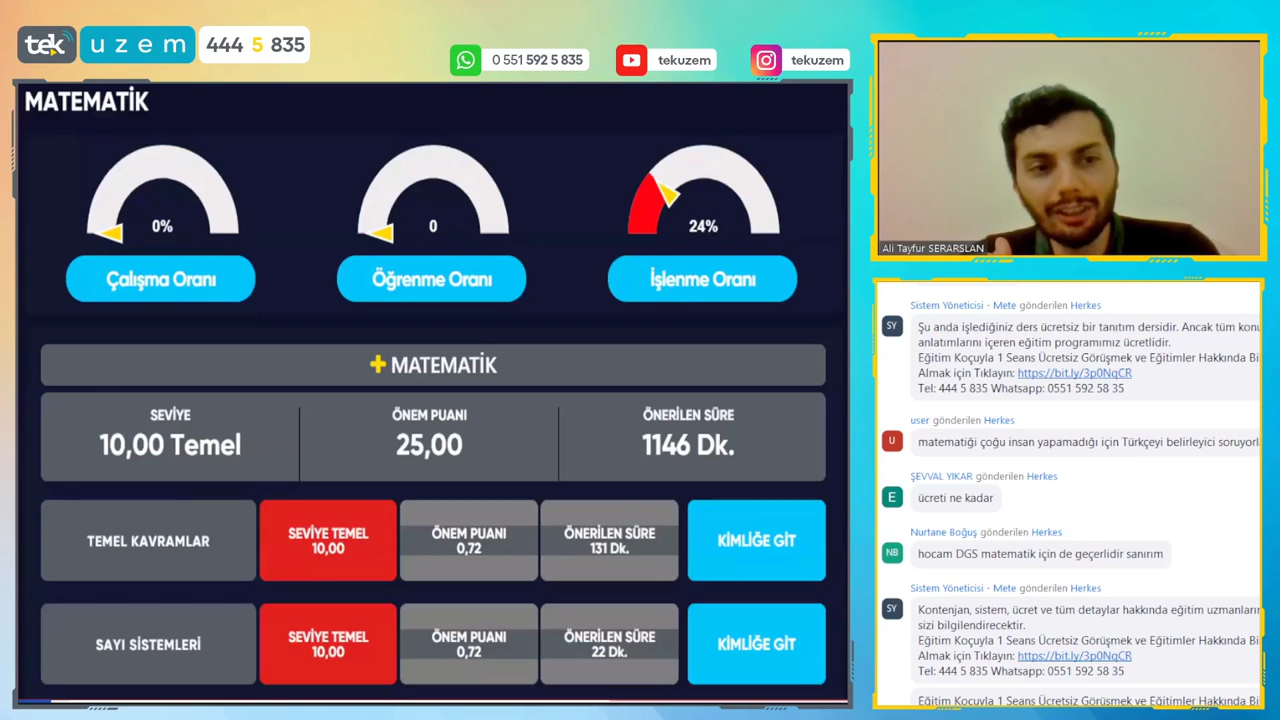 tek
uzem
444 5 835
0 551 592 5 835
tekuzem
tekuzem
MATEMATİK
0%
Çalışma Oranı
0
Öğrenme Oranı
24%
İşlenme Oranı
+ MATEMATİK
SEVİYE
10,00 Temel
ÖNEM PUANI
25,00
ÖNERİLEN SÜRE
1146 Dk.
TEMEL KAVRAMLAR
SEVİYE TEMEL
10,00
ÖNEM PUANI
0,72
ÖNERİLEN SÜRE
131 Dk.
KİMLİĞE GİT
SAYI SİSTEMLERİ
SEVİYE TEMEL
10,00
ÖNEM PUANI
0,72
ÖNERİLEN SÜRE
22 Dk.
KİMLİĞE GİT
Ali Tayfur SERARSLAN
Sistem Yöneticisi - Mete gönderilen Herkes
SY
Şu anda işlediğiniz ders ücretsiz bir tanıtım dersidir. Ancak tüm konu
anlatımlarını içeren eğitim programımız ücretlidir.
Eğitim Koçuyla 1 Seans Ücretsiz Görüşmek ve Eğitimler Hakkında Bi
Almak için Tıklayın: https://bit.ly/3p0NqCR
Tel: 444 5 835 Whatsapp: 0551 592 58 35
user gönderilen Herkes
U
matematiği çoğu insan yapamadığı için Türkçeyi belirleyici soruyorl
ŞEVVAL YIKAR gönderilen Herkes
E
ücreti ne kadar
Nurtane Boğuş gönderilen Herkes
NB
hocam DGS matematik için de geçerlidir sanırım
Sistem Yöneticisi - Mete gönderilen Herkes
SY
Kontenjan, sistem, ücret ve tüm detaylar hakkında eğitim uzmanların
sizi bilgilendirecektir.
Eğitim Koçuyla 1 Seans Ücretsiz Görüşmek ve Eğitimler Hakkında Bi
Almak için Tıklayın: https://bit.ly/3p0NqCR
Tel: 444 5 835 Whatsapp: 0551 592 58 35
Eğitim Koçuyla 1 Seans Ücretsiz Görüşmek ve Eğitimler Hakkında Bi